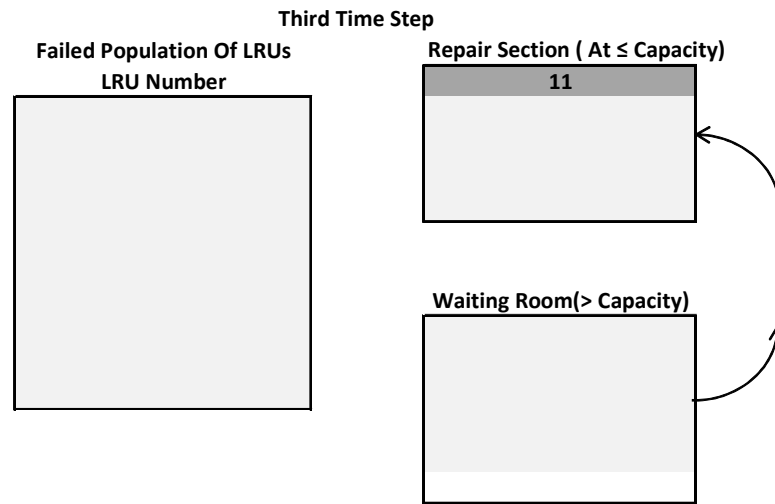 Third Time Step
Failed Population Of LRUs
LRU Number
Repair Section ( At ≤ Capacity)
11
Waiting Room(> Capacity)